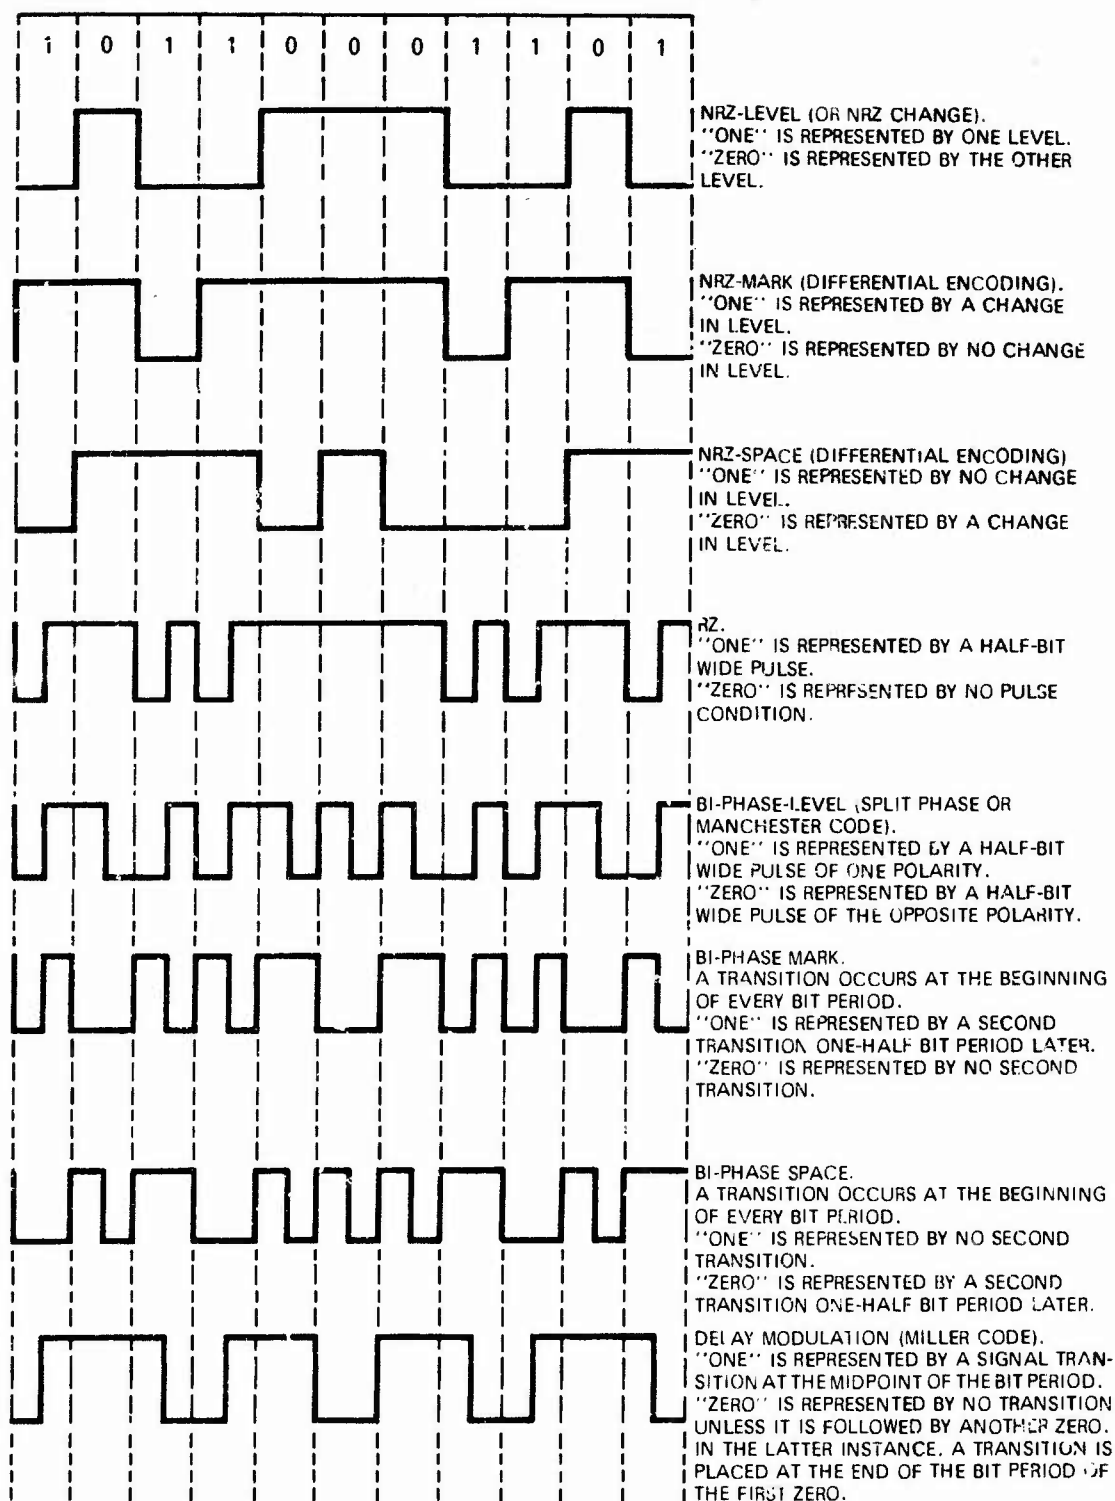 1 0 1 1 0 0 0 1 1 0 1
NRZ-LEVEL (OR NRZ CHANGE).
"ONE" IS REPRESENTED BY ONE LEVEL.
"ZERO" IS REPRESENTED BY THE OTHER
LEVEL.
NRZ-MARK (DIFFERENTIAL ENCODING).
"ONE" IS REPRESENTED BY A CHANGE
IN LEVEL.
"ZERO" IS REPRESENTED BY NO CHANGE
IN LEVEL.
NRZ-SPACE (DIFFERENTIAL ENCODING)
"ONE" IS REPRESENTED BY NO CHANGE
IN LEVEL.
"ZERO" IS REPRESENTED BY A CHANGE
IN LEVEL.
RZ.
"ONE" IS REPRESENTED BY A HALF-BIT
WIDE PULSE.
"ZERO" IS REPRESENTED BY NO PULSE
CONDITION.
BI-PHASE-LEVEL (SPLIT PHASE OR
MANCHESTER CODE).
"ONE" IS REPRESENTED BY A HALF-BIT
WIDE PULSE OF ONE POLARITY.
"ZERO" IS REPRESENTED BY A HALF-BIT
WIDE PULSE OF THE OPPOSITE POLARITY.
BI-PHASE MARK.
A TRANSITION OCCURS AT THE BEGINNING
OF EVERY BIT PERIOD.
"ONE" IS REPRESENTED BY A SECOND
TRANSITION ONE-HALF BIT PERIOD LATER.
"ZERO" IS REPRESENTED BY NO SECOND
TRANSITION.
BI-PHASE SPACE.
A TRANSITION OCCURS AT THE BEGINNING
OF EVERY BIT PERIOD.
"ONE" IS REPRESENTED BY NO SECOND
TRANSITION.
"ZERO" IS REPRESENTED BY A SECOND
TRANSITION ONE-HALF BIT PERIOD LATER.
DELAY MODULATION (MILLER CODE).
"ONE" IS REPRESENTED BY A SIGNAL TRAN-
SITION AT THE MIDPOINT OF THE BIT PERIOD.
"ZERO" IS REPRESENTED BY NO TRANSITION
UNLESS IT IS FOLLOWED BY ANOTHER ZERO.
IN THE LATTER INSTANCE, A TRANSITION IS
PLACED AT THE END OF THE BIT PERIOD OF
THE FIRST ZERO.